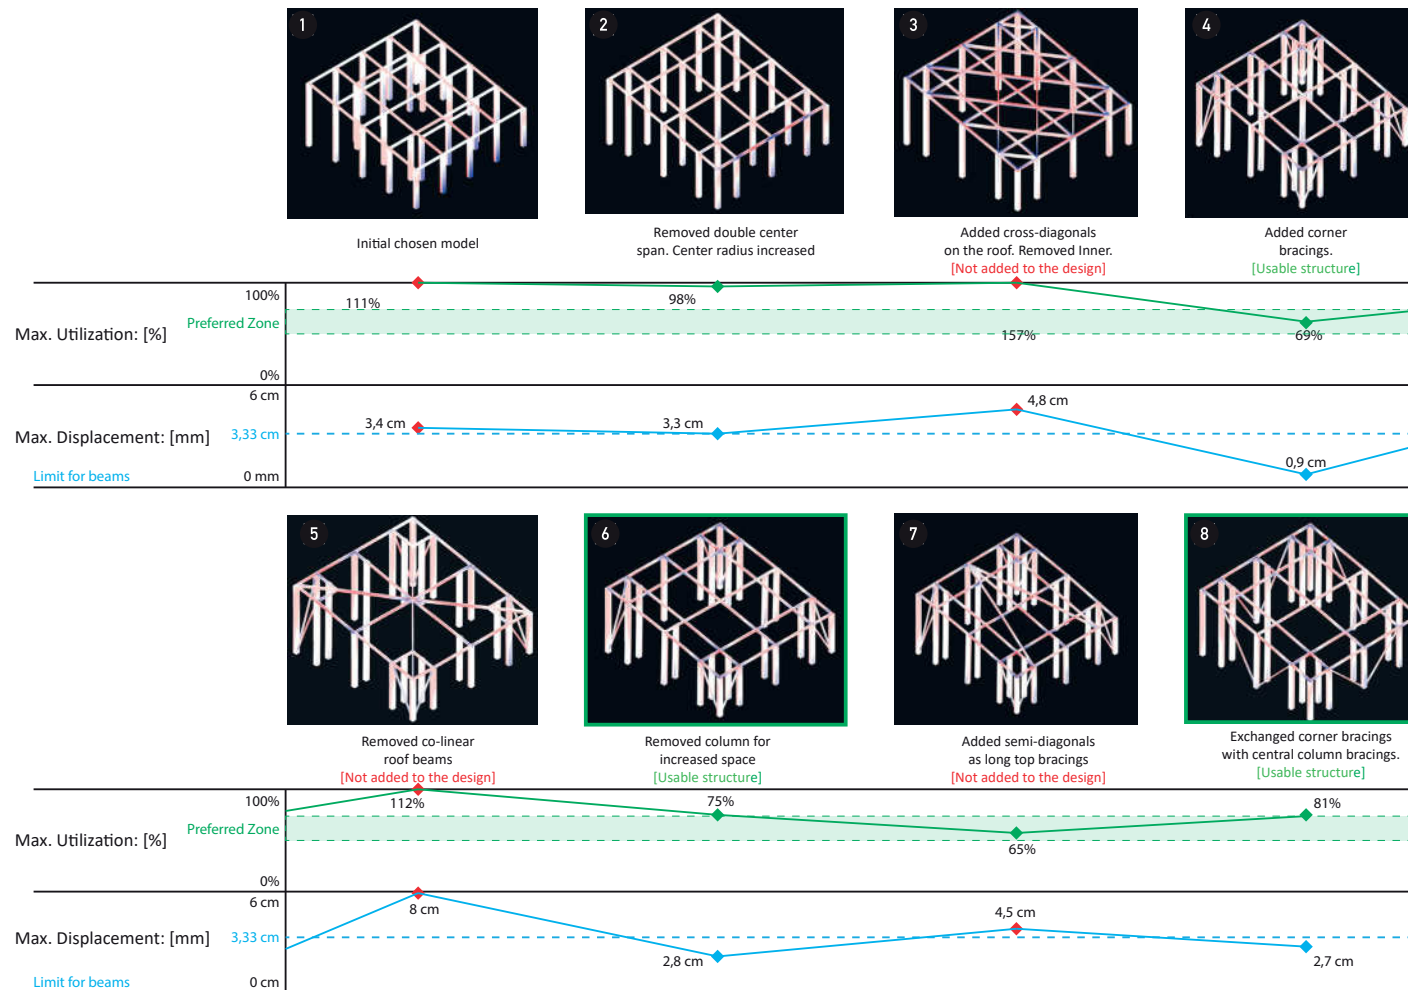 1
2
3
4
Initial chosen model
Removed double center
span. Center radius increased
Added cross-diagonals
on the roof. Removed Inner.
[Not added to the design]
Added corner
bracings.
[Usable structure]
Max. Utilization: [%]
100%
Preferred Zone
0%
111%
98%
157%
69%
Max. Displacement: [mm]
6 cm
3,33 cm
Limit for beams
0 mm
3,4 cm
3,3 cm
4,8 cm
0,9 cm
5
6
7
8
Removed co-linear
roof beams
[Not added to the design]
Removed column for
increased space
[Usable structure]
Added semi-diagonals
as long top bracings
[Not added to the design]
Exchanged corner bracings
with central column bracings.
[Usable structure]
Max. Utilization: [%]
100%
Preferred Zone
0%
112%
75%
65%
81%
Max. Displacement: [mm]
6 cm
3,33 cm
Limit for beams
0 cm
8 cm
2,8 cm
4,5 cm
2,7 cm